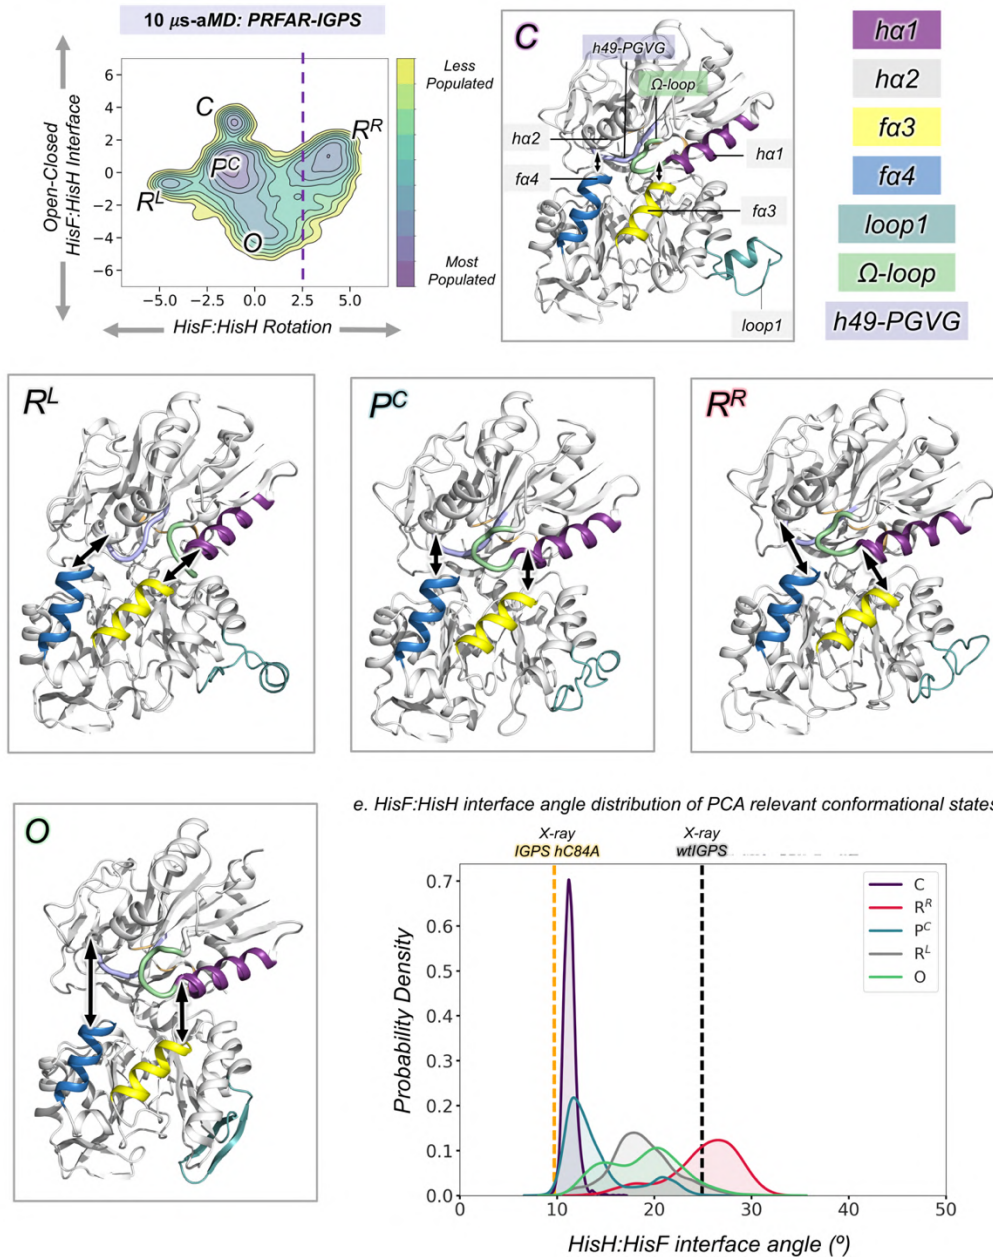 10 μs-aMD: PRFAR-IGPS
Open-Closed
HisF:HisH Interface
6
4
2
0
−2
−4
−6
−5.0 −2.5 0.0 2.5 5.0
HisF:HisH Rotation
C
R^R
P^C
R^L
O
Less
Populated
Most
Populated
C
h49-PGVG
Ω-loop
hα2
hα1
fα4
fα3
loop1
hα1
hα2
fα3
fα4
loop1
Ω-loop
h49-PGVG
R^L
P^C
R^R
O
e. HisF:HisH interface angle distribution of PCA relevant conformational states
X-ray
IGPS hC84A
X-ray
wtIGPS
Probability Density
0.7
0.6
0.5
0.4
0.3
0.2
0.1
0.0
0 10 20 30 40 50
HisH:HisF interface angle (º)
C
R^R
P^C
R^L
O